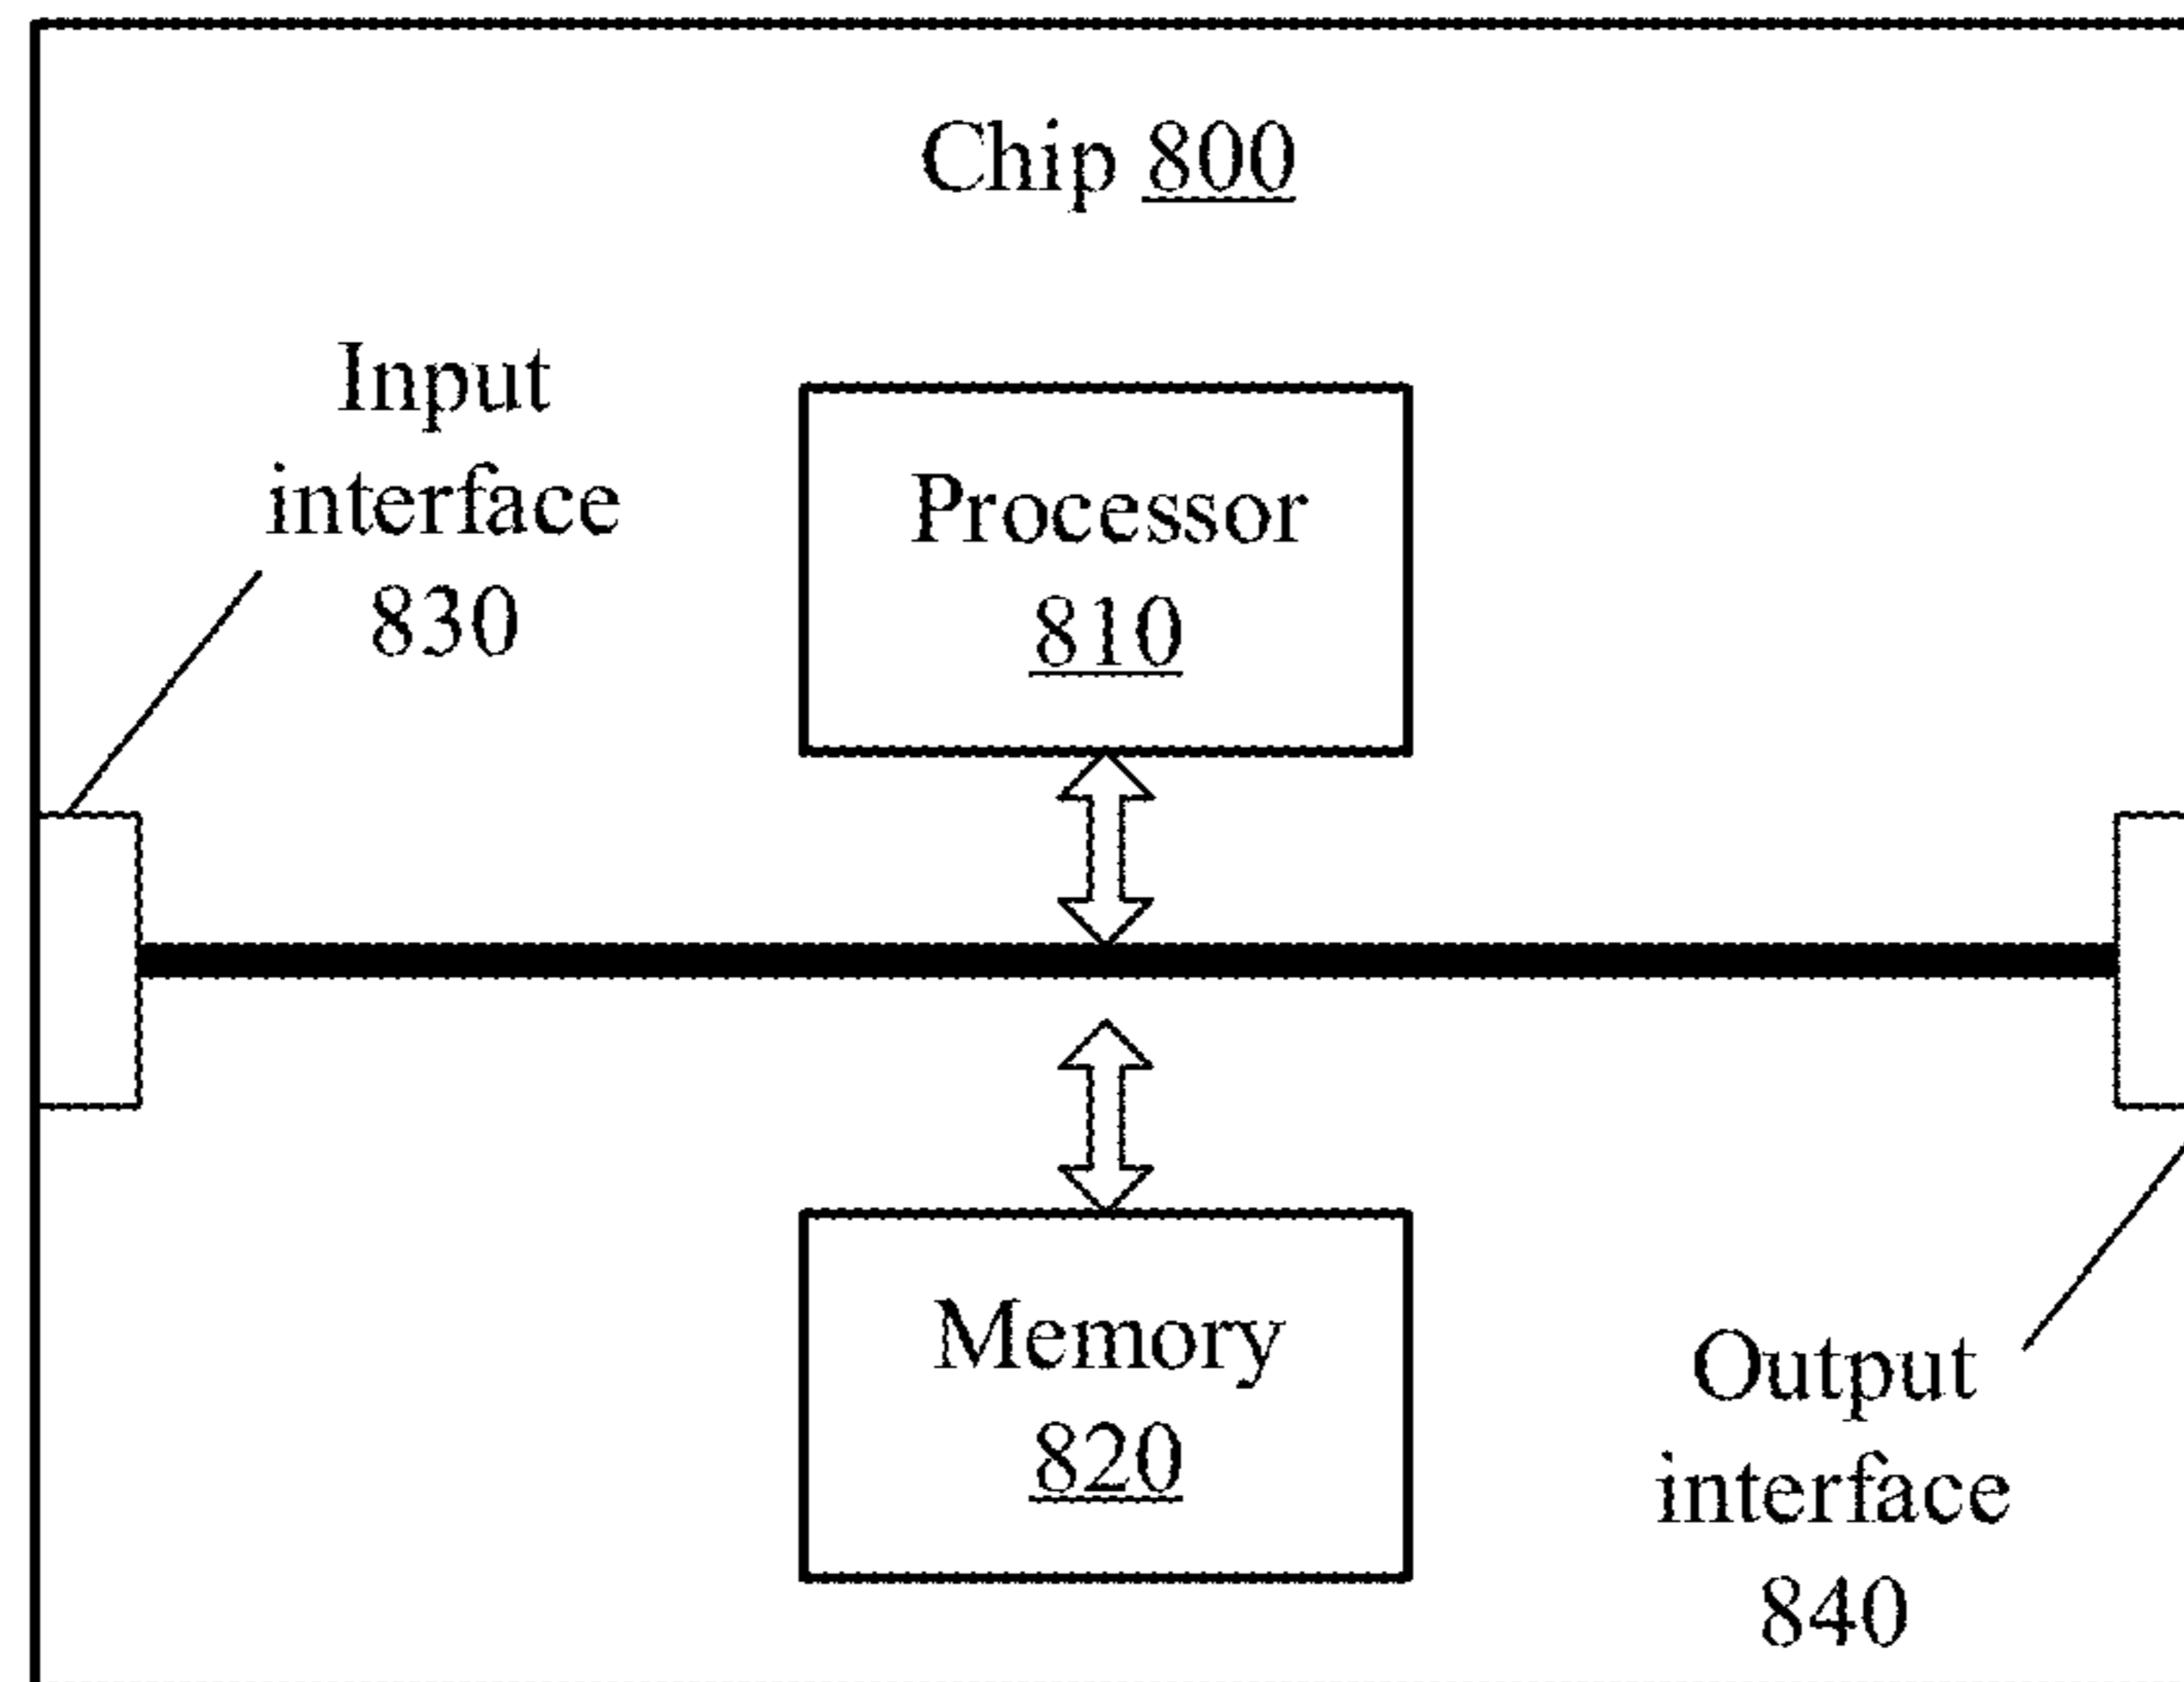 Chip 800
Input
interface
830
Processor
810
Memory
820
Output
interface
840